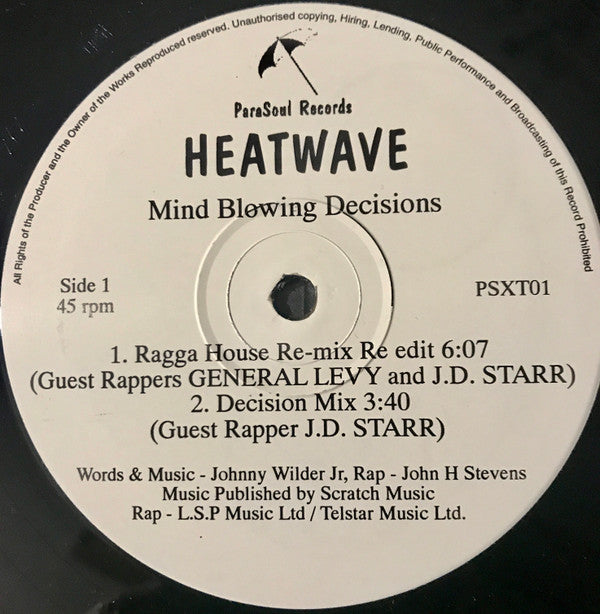 All Rights of the Producer and the Owner of the Works Reproduced reserved. Unauthorised copying, Hiring, Lending, Public Performance and Broadcasting of this Record Prohibited
ParaSoul Records
HEATWAVE
Mind Blowing Decisions
Side 1
45 rpm
PSXT01
1. Ragga House Re-mix Re edit 6:07
(Guest Rappers GENERAL LEVY and J.D. STARR)
2. Decision Mix 3:40
(Guest Rapper J.D. STARR)
Words & Music - Johnny Wilder Jr, Rap - John H Stevens
Music Published by Scratch Music
Rap - L.S.P Music Ltd / Telstar Music Ltd.